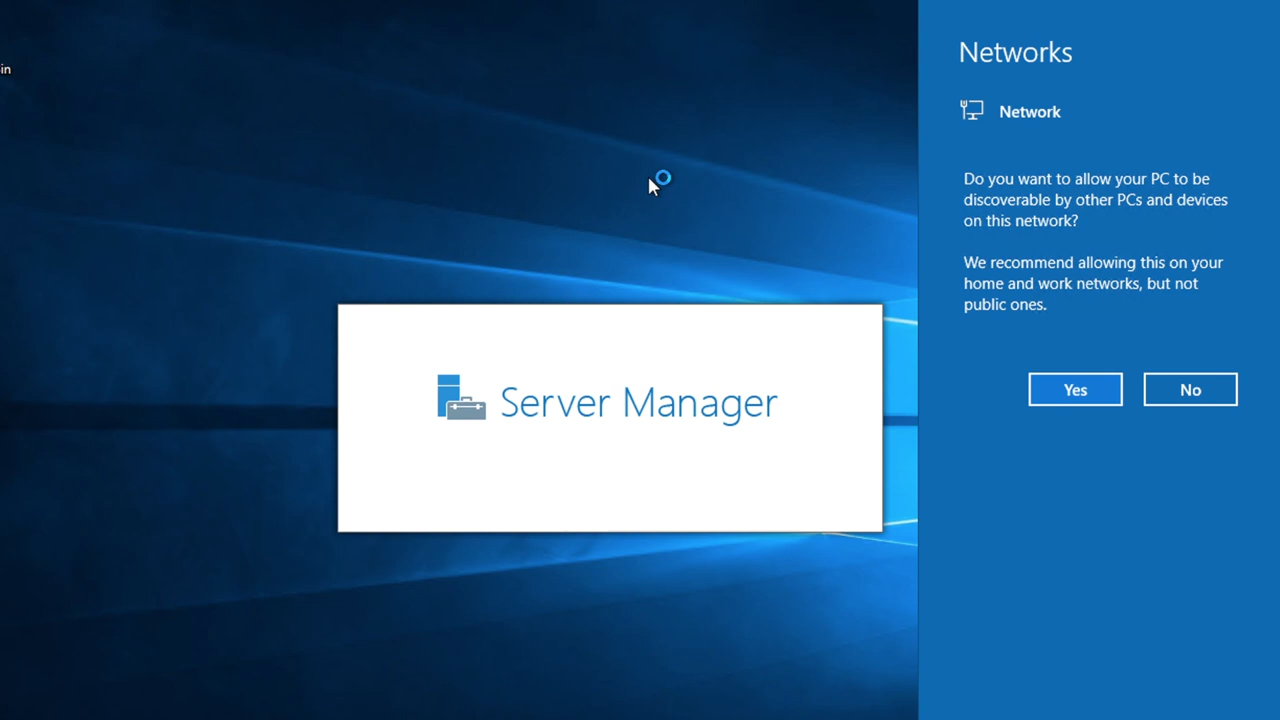 in
Server Manager
Networks
Network
Do you want to allow your PC to be
discoverable by other PCs and devices
on this network?
We recommend allowing this on your
home and work networks, but not
public ones.
Yes
No